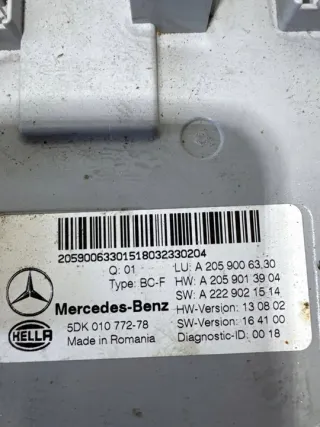 20590063301518032330204
Q: 01 LU: A 205 900 63.30
Type: BC-F HW: A 205 901 39 04
SW: A 222 902 15 14
Mercedes-Benz HW-Version: 13 08 02
5DK 010 772-78 SW-Version: 16 41 00
HELLA Made in Romania Diagnostic-ID: 00 18